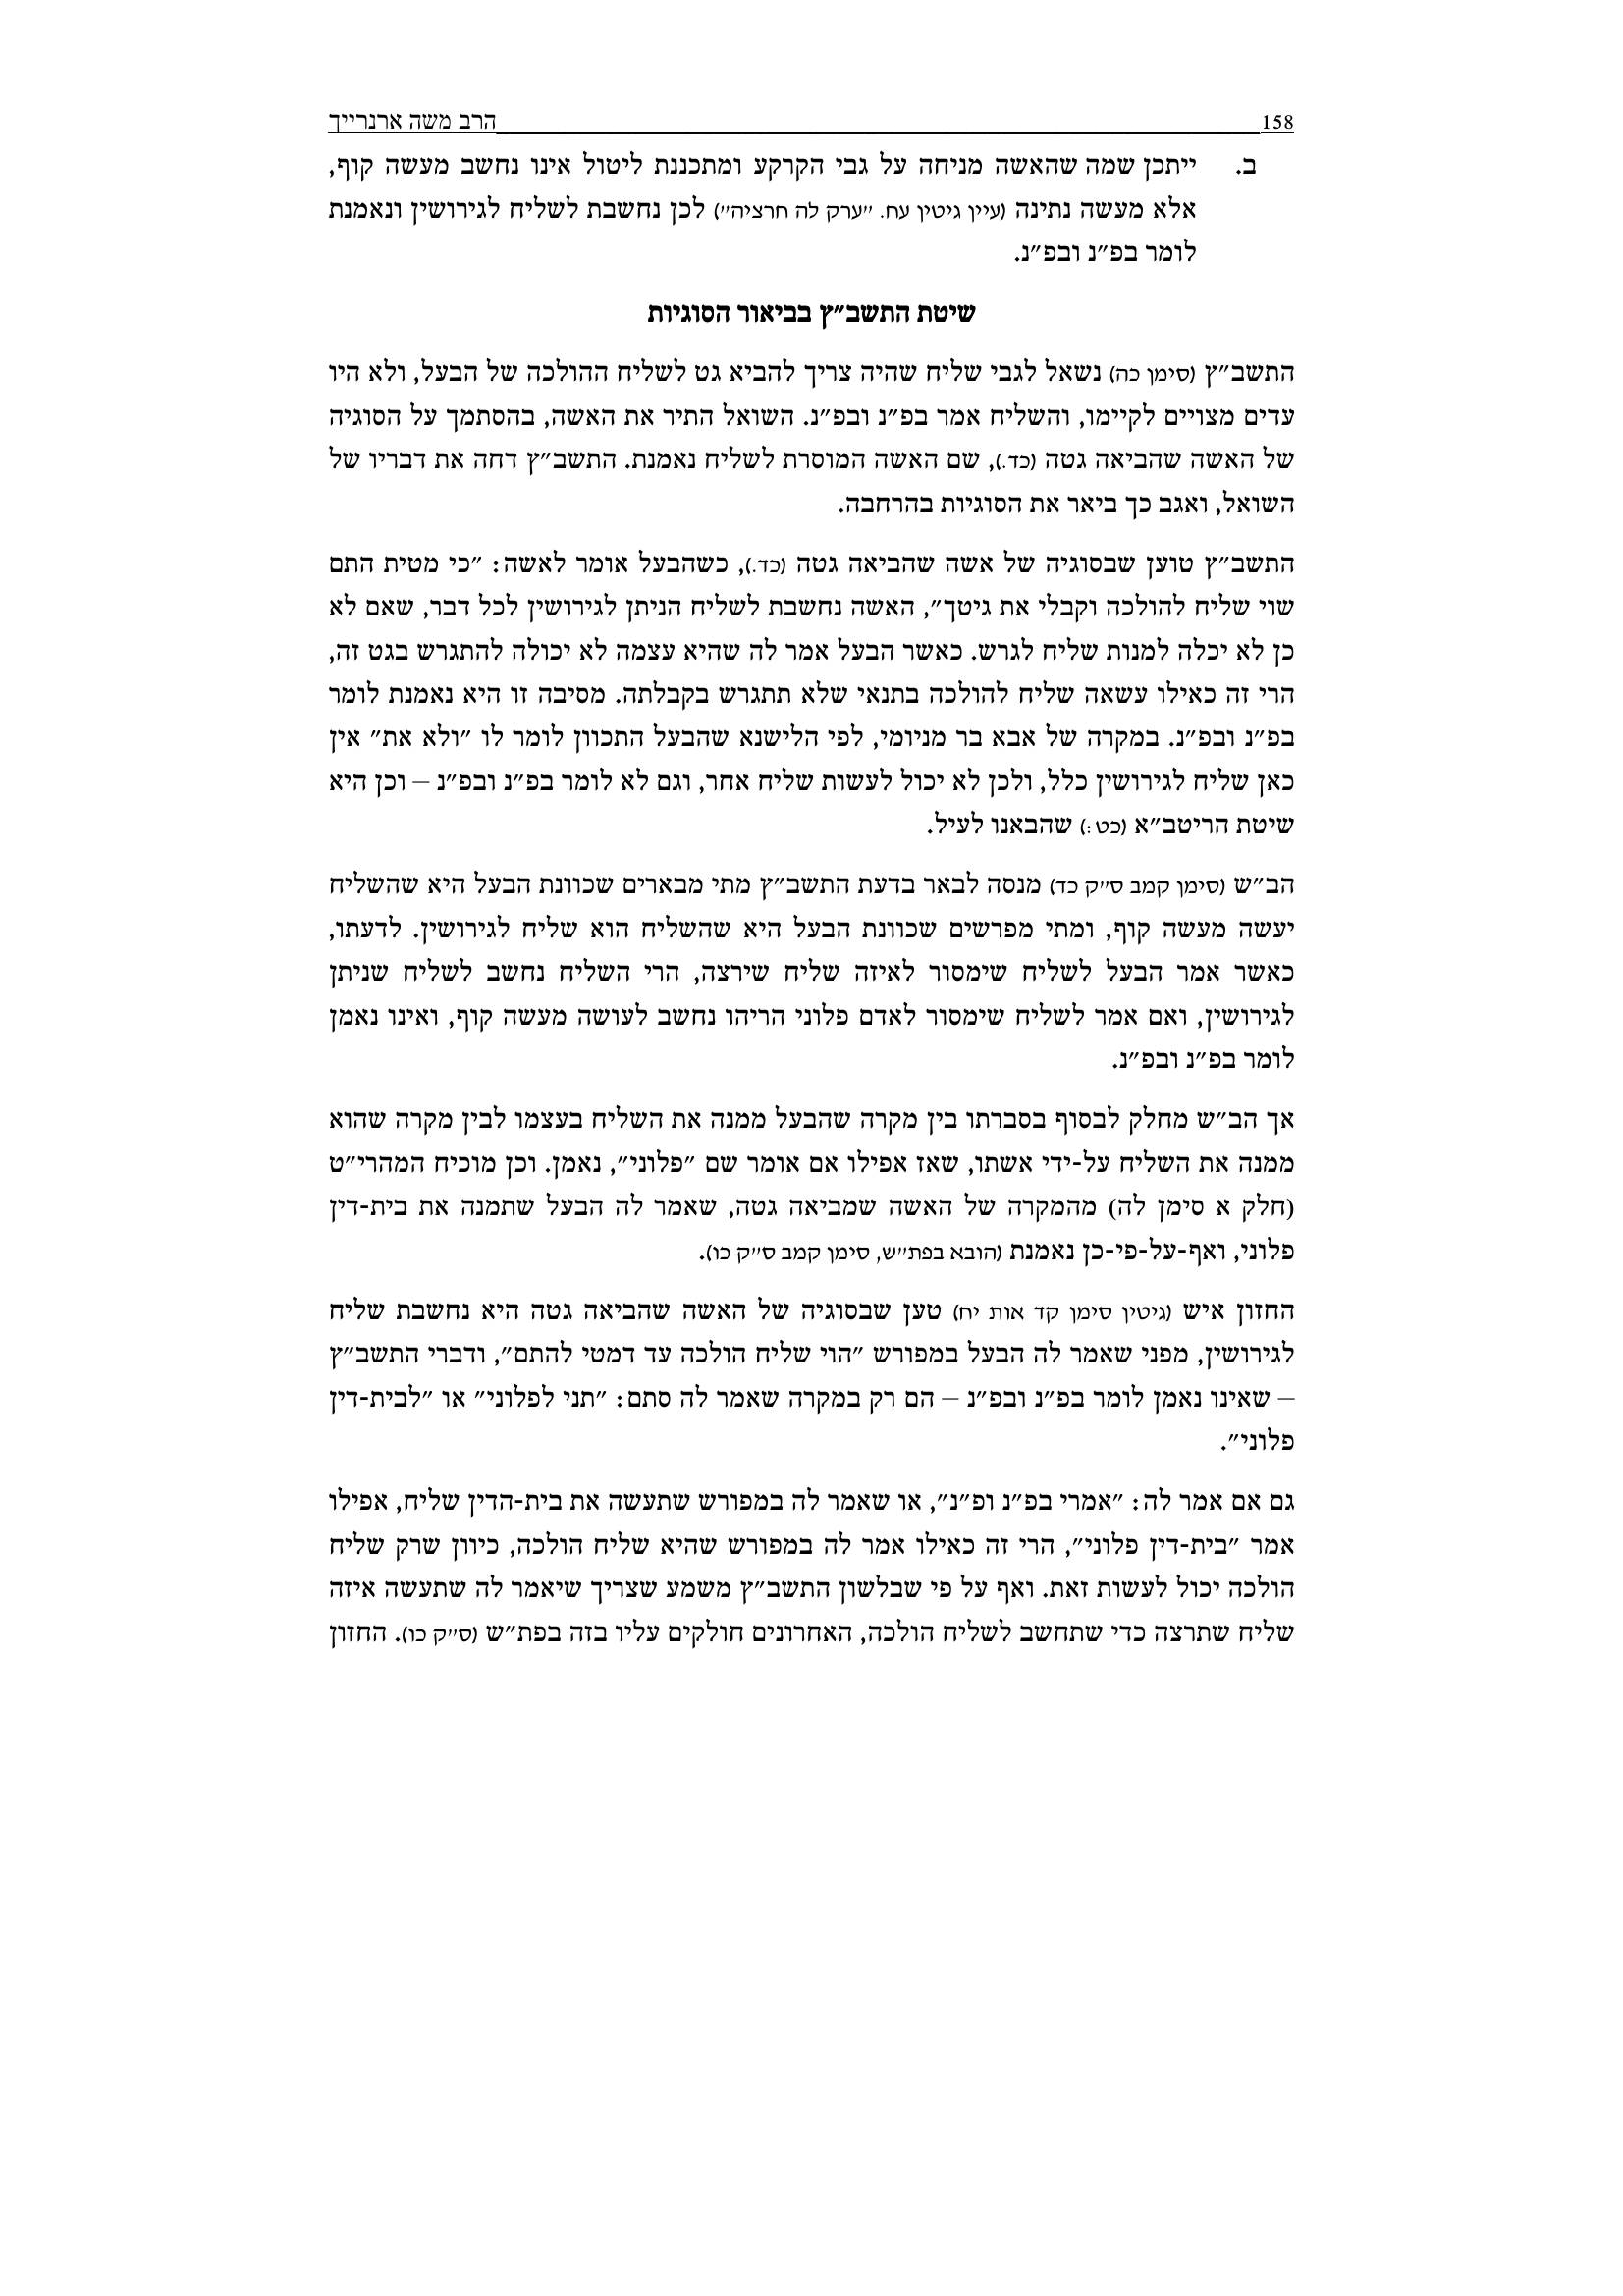 158 הרב משה ארנרייך
ב. ייתכן שמה שהאשה מניחה על גבי הקרקע ומתכננת ליטול אינו נחשב מעשה קוף,
אלא מעשה נתינה (עיין גיטין עח. ״ערק לה חרציה״) לכן נחשבת לשליח לגירושין ונאמנת
לומר בפ״נ ובפ״נ.
שיטת התשב״ץ בביאור הסוגיות
התשב״ץ (סימן כה) נשאל לגבי שליח שהיה צריך להביא גט לשליח ההולכה של הבעל, ולא היו
עדים מצויים לקיימו, והשליח אמר בפ״נ ובפ״נ. השואל התיר את האשה, בהסתמך על הסוגיה
של האשה שהביאה גטה (כד.), שם האשה המוסרת לשליח נאמנת. התשב״ץ דחה את דבריו של
השואל, ואגב כך ביאר את הסוגיות בהרחבה.
התשב״ץ טוען שבסוגיה של אשה שהביאה גטה (כד.), כשהבעל אומר לאשה: ״כי מטית התם
שוי שליח להולכה וקבלי את גיטך״, האשה נחשבת לשליח הניתן לגירושין לכל דבר, שאם לא
כן לא יכלה למנות שליח לגרש. כאשר הבעל אמר לה שהיא עצמה לא יכולה להתגרש בגט זה,
הרי זה כאילו עשאה שליח להולכה בתנאי שלא תתגרש בקבלתה. מסיבה זו היא נאמנת לומר
בפ״נ ובפ״נ. במקרה של אבא בר מניומי, לפי הלישנא שהבעל התכוון לומר לו ״ולא את״ אין
כאן שליח לגירושין כלל, ולכן לא יכול לעשות שליח אחר, וגם לא לומר בפ״נ ובפ״נ – וכן היא
שיטת הריטב״א (כט:) שהבאנו לעיל.
הב״ש (סימן קמב ס״ק כד) מנסה לבאר בדעת התשב״ץ מתי מבארים שכוונת הבעל היא שהשליח
יעשה מעשה קוף, ומתי מפרשים שכוונת הבעל היא שהשליח הוא שליח לגירושין. לדעתו,
כאשר אמר הבעל לשליח שימסור לאיזה שליח שירצה, הרי השליח נחשב לשליח שניתן
לגירושין, ואם אמר לשליח שימסור לאדם פלוני הריהו נחשב לעושה מעשה קוף, ואינו נאמן
לומר בפ״נ ובפ״נ.
אך הב״ש מחלק לבסוף בסברתו בין מקרה שהבעל ממנה את השליח בעצמו לבין מקרה שהוא
ממנה את השליח על-ידי אשתו, שאז אפילו אם אומר שם ״פלוני״, נאמן. וכן מוכיח המהרי״ט
(חלק א סימן לה) מהמקרה של האשה שמביאה גטה, שאמר לה הבעל שתמנה את בית-דין
פלוני, ואף-על-פי-כן נאמנת (הובא בפת״ש, סימן קמב ס״ק כו).
החזון איש (גיטין סימן קד אות יח) טען שבסוגיה של האשה שהביאה גטה היא נחשבת שליח
לגירושין, מפני שאמר לה הבעל במפורש ״הוי שליח הולכה עד דמטי להתם״, ודברי התשב״ץ
– שאינו נאמן לומר בפ״נ ובפ״נ – הם רק במקרה שאמר לה סתם: ״תני לפלוני״ או ״לבית-דין
פלוני״.
גם אם אמר לה: ״אמרי בפ״נ ופ״נ״, או שאמר לה במפורש שתעשה את בית-הדין שליח, אפילו
אמר ״בית-דין פלוני״, הרי זה כאילו אמר לה במפורש שהיא שליח הולכה, כיוון שרק שליח
הולכה יכול לעשות זאת. ואף על פי שבלשון התשב״ץ משמע שצריך שיאמר לה שתעשה איזה
שליח שתרצה כדי שתחשב לשליח הולכה, האחרונים חולקים עליו בזה בפת״ש (ס״ק כו). החזון